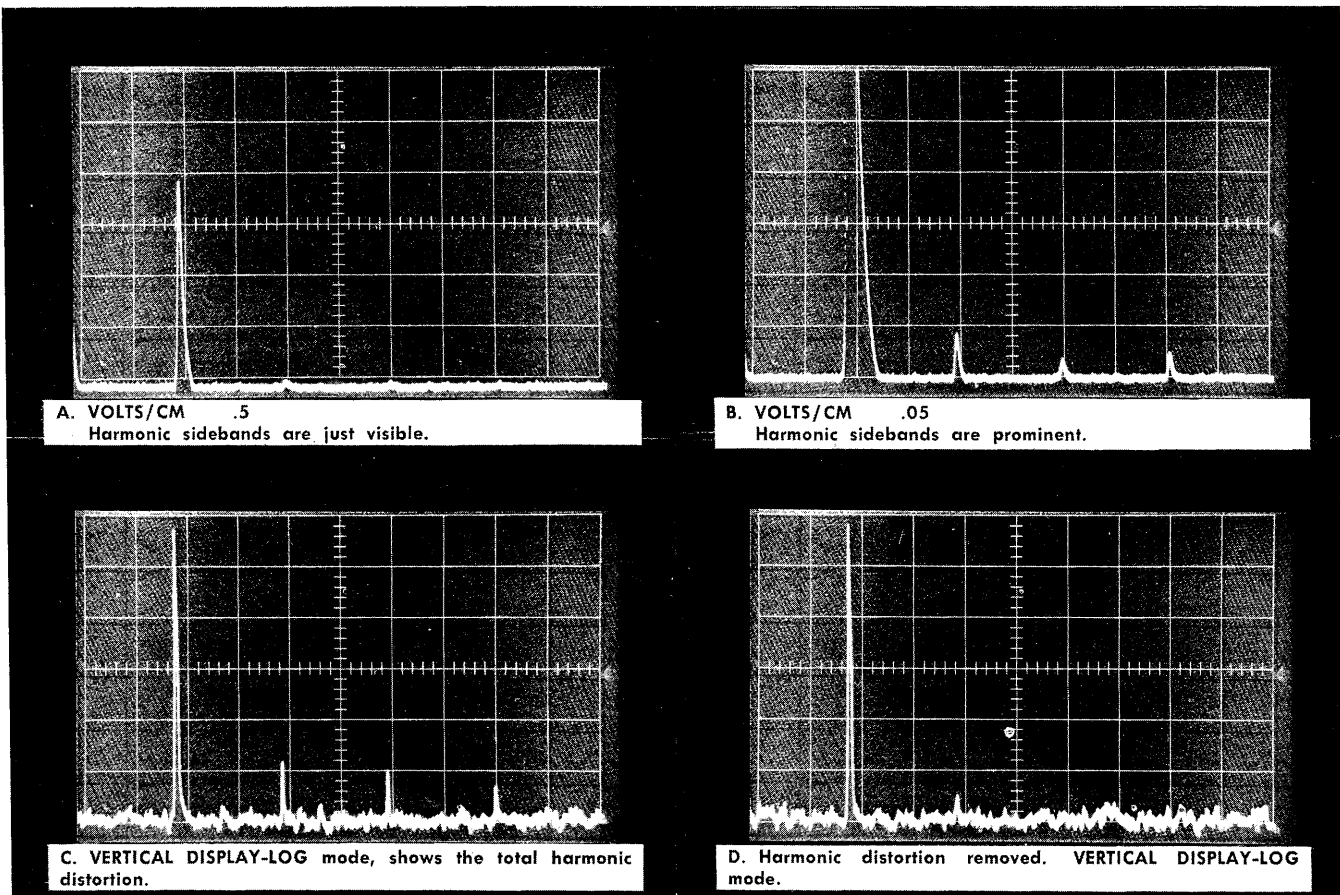 A. VOLTS/CM .5
Harmonic sidebands are just visible.
B. VOLTS/CM .05
Harmonic sidebands are prominent.
C. VERTICAL DISPLAY-LOG mode, shows the total harmonic
distortion.
D. Harmonic distortion removed. VERTICAL DISPLAY-LOG
mode.